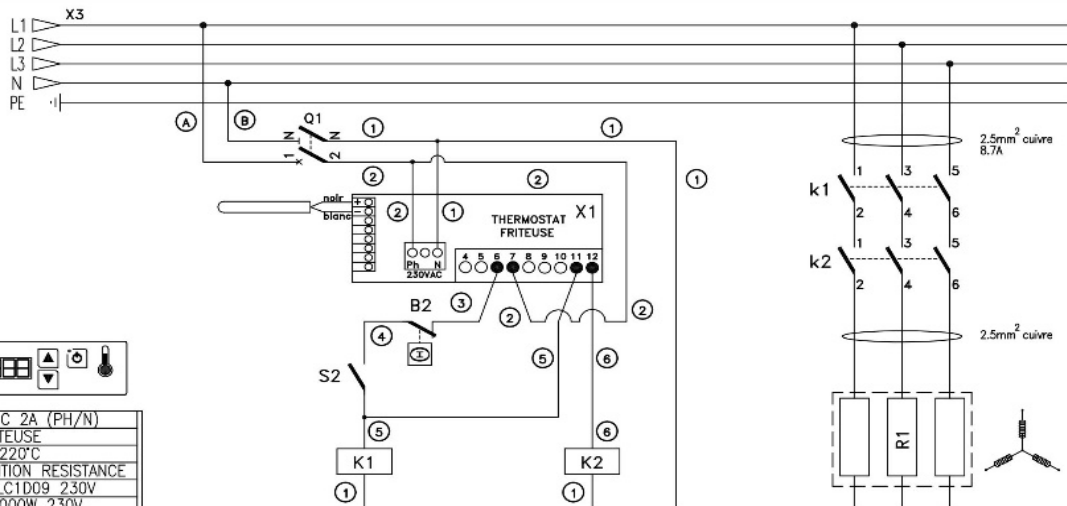 X3
L1
L2
L3
N
PE
A
B
Q1
N
N
1
1
1
2
2
2
1
2.5mm² cuivre
8.7A
1 3 5
k1
2 4 6
noir
+
-
blanc
2
1
THERMOSTAT
FRITEUSE
X1
Ph N
230VAC
4 5 6 7 8 9 10 11 12
1 3 5
k2
2 4 6
3
B2
2
2
4
I
5
6
2.5mm² cuivre
S2
C 2A (PH/N)
TEUSE
220°C
TION RESISTANCE
LC1D09 230V
000W 230V
5
6
K1
K2
R1
1
1